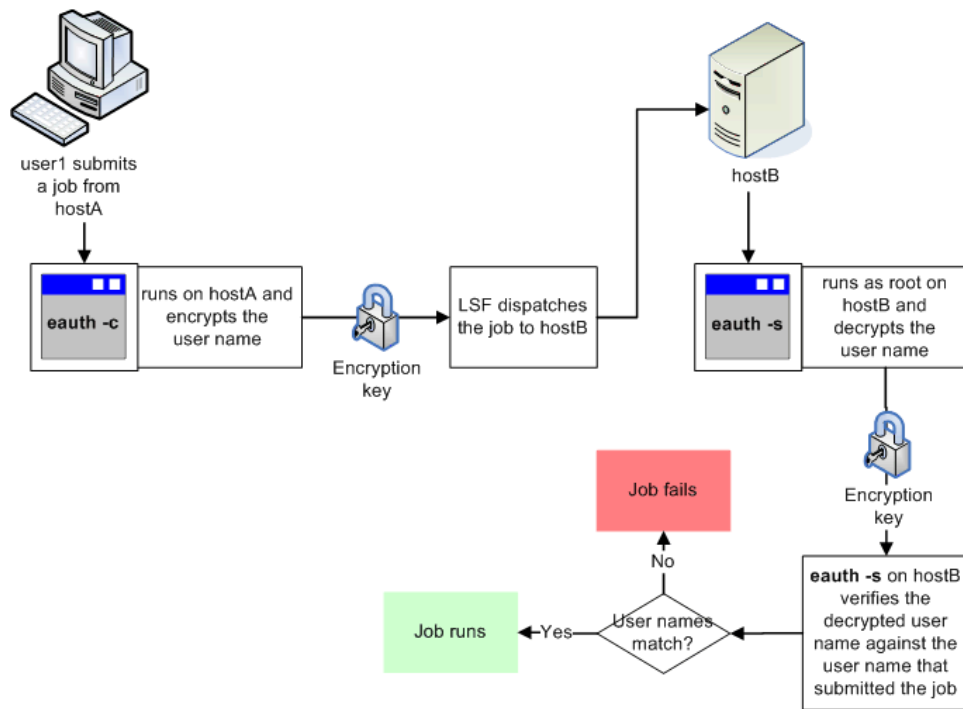 user1 submits
a job from
hostA
eauth -c
runs on hostA and
encrypts the
user name
Encryption
key
LSF dispatches
the job to hostB
hostB
eauth -s
runs as root on
hostB and
decrypts the
user name
Encryption
key
eauth -s on hostB
verifies the
decrypted user
name against the
user name that
submitted the job
User names
match?
No
Job fails
Yes
Job runs